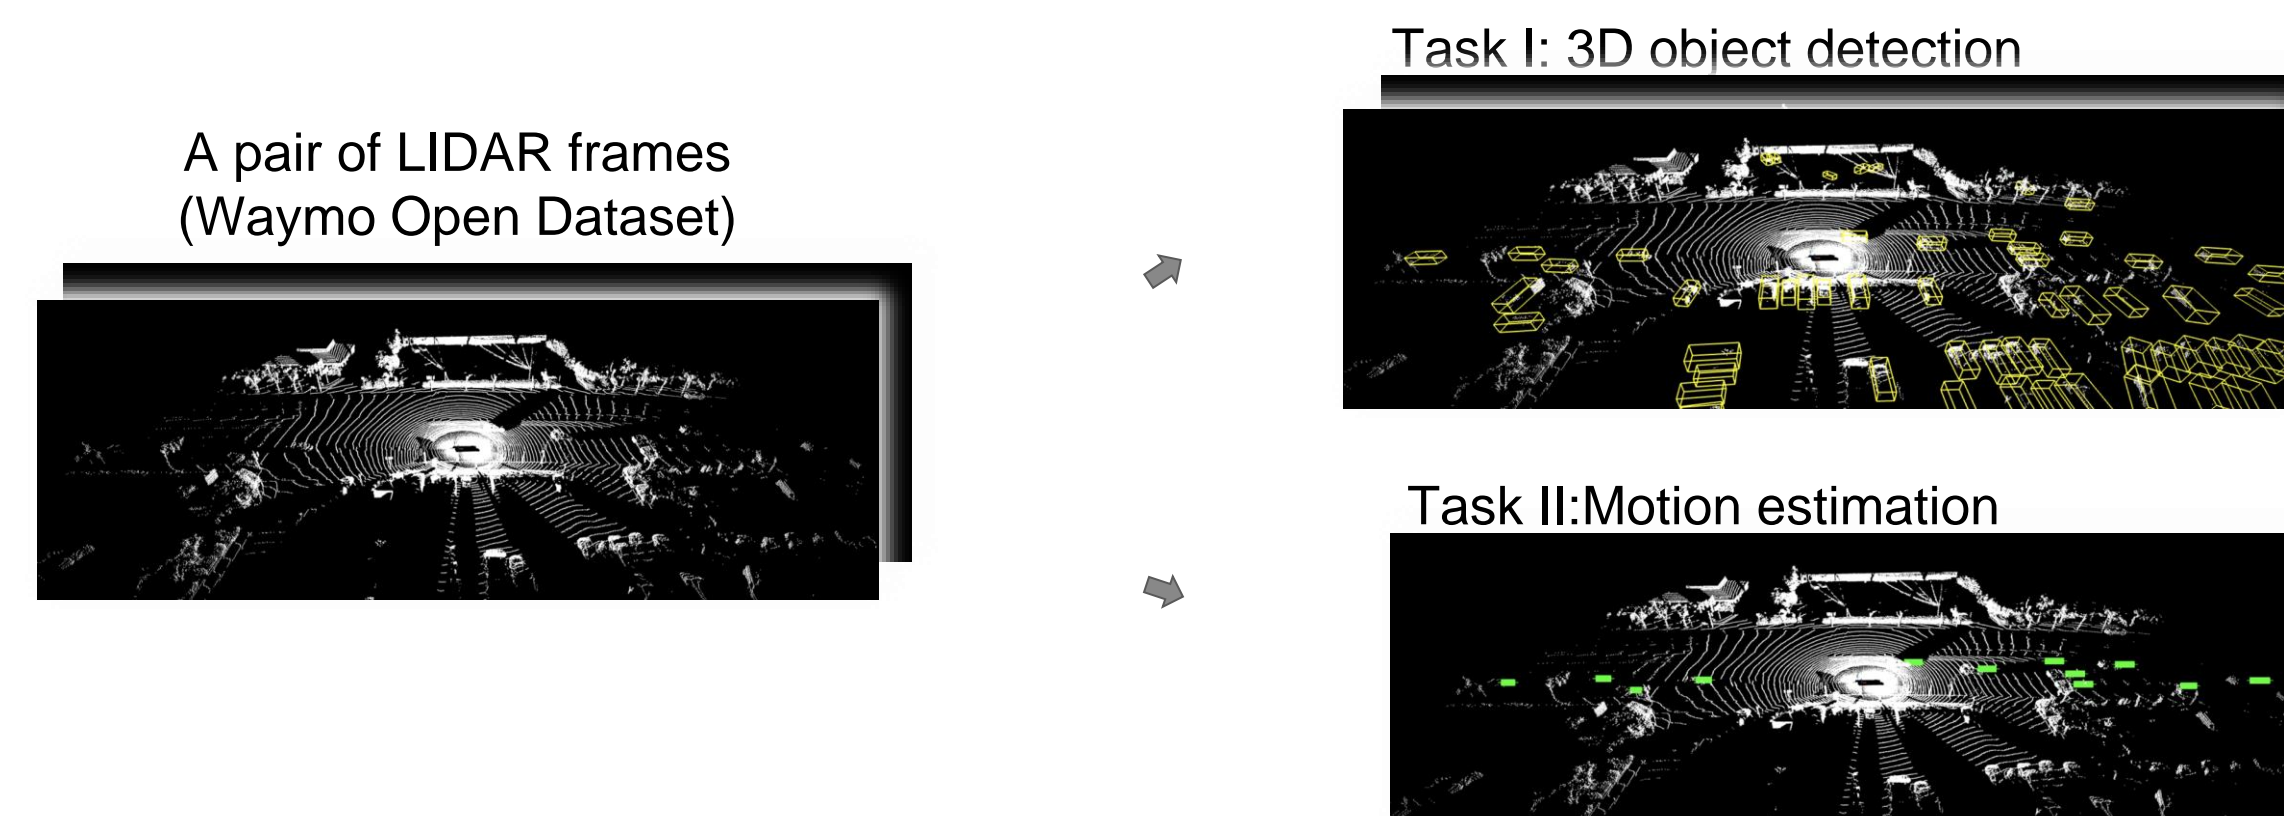 Task I: 3D object detection
A pair of LIDAR frames
(Waymo Open Dataset)
Task II:Motion estimation